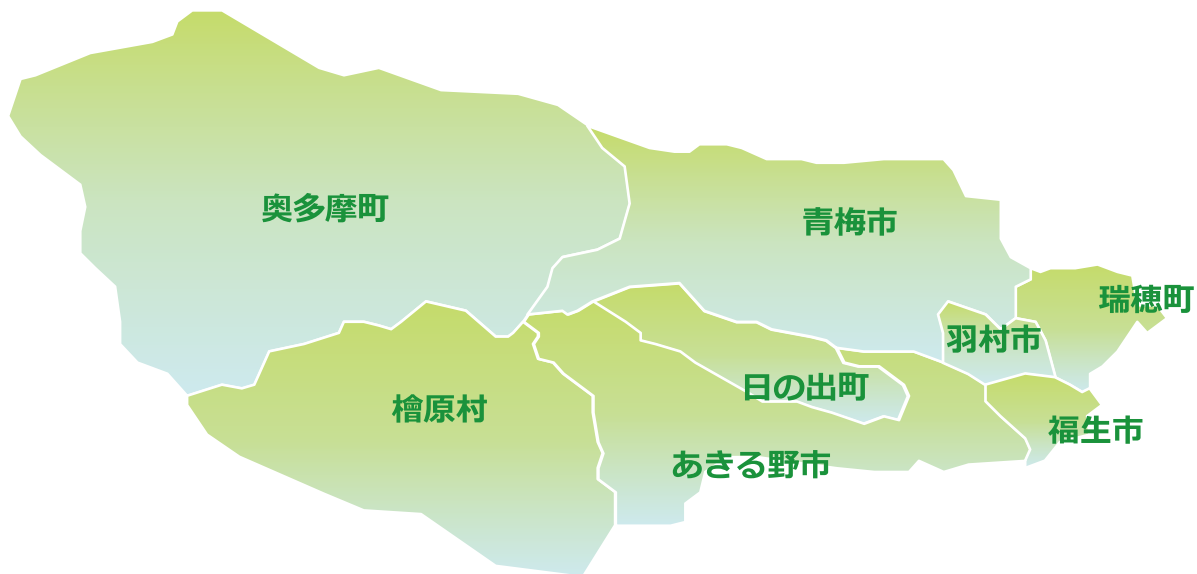 奥多摩町
青梅市
瑞穂町
羽村市
日の出町
檜原村
福生市
あきる野市